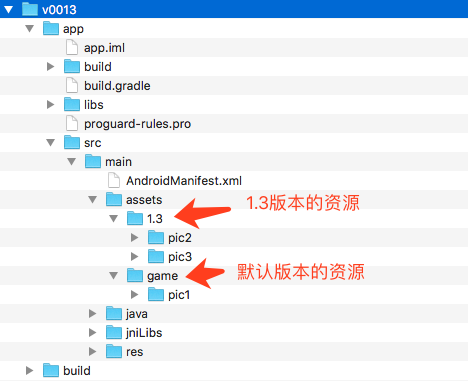 v0013
app
app.iml
build
build.gradle
libs
proguard-rules.pro
src
main
AndroidManifest.xml
assets
1.3 1.3版本的资源
pic2
pic3
game 默认版本的资源
pic1
java
jniLibs
res
build